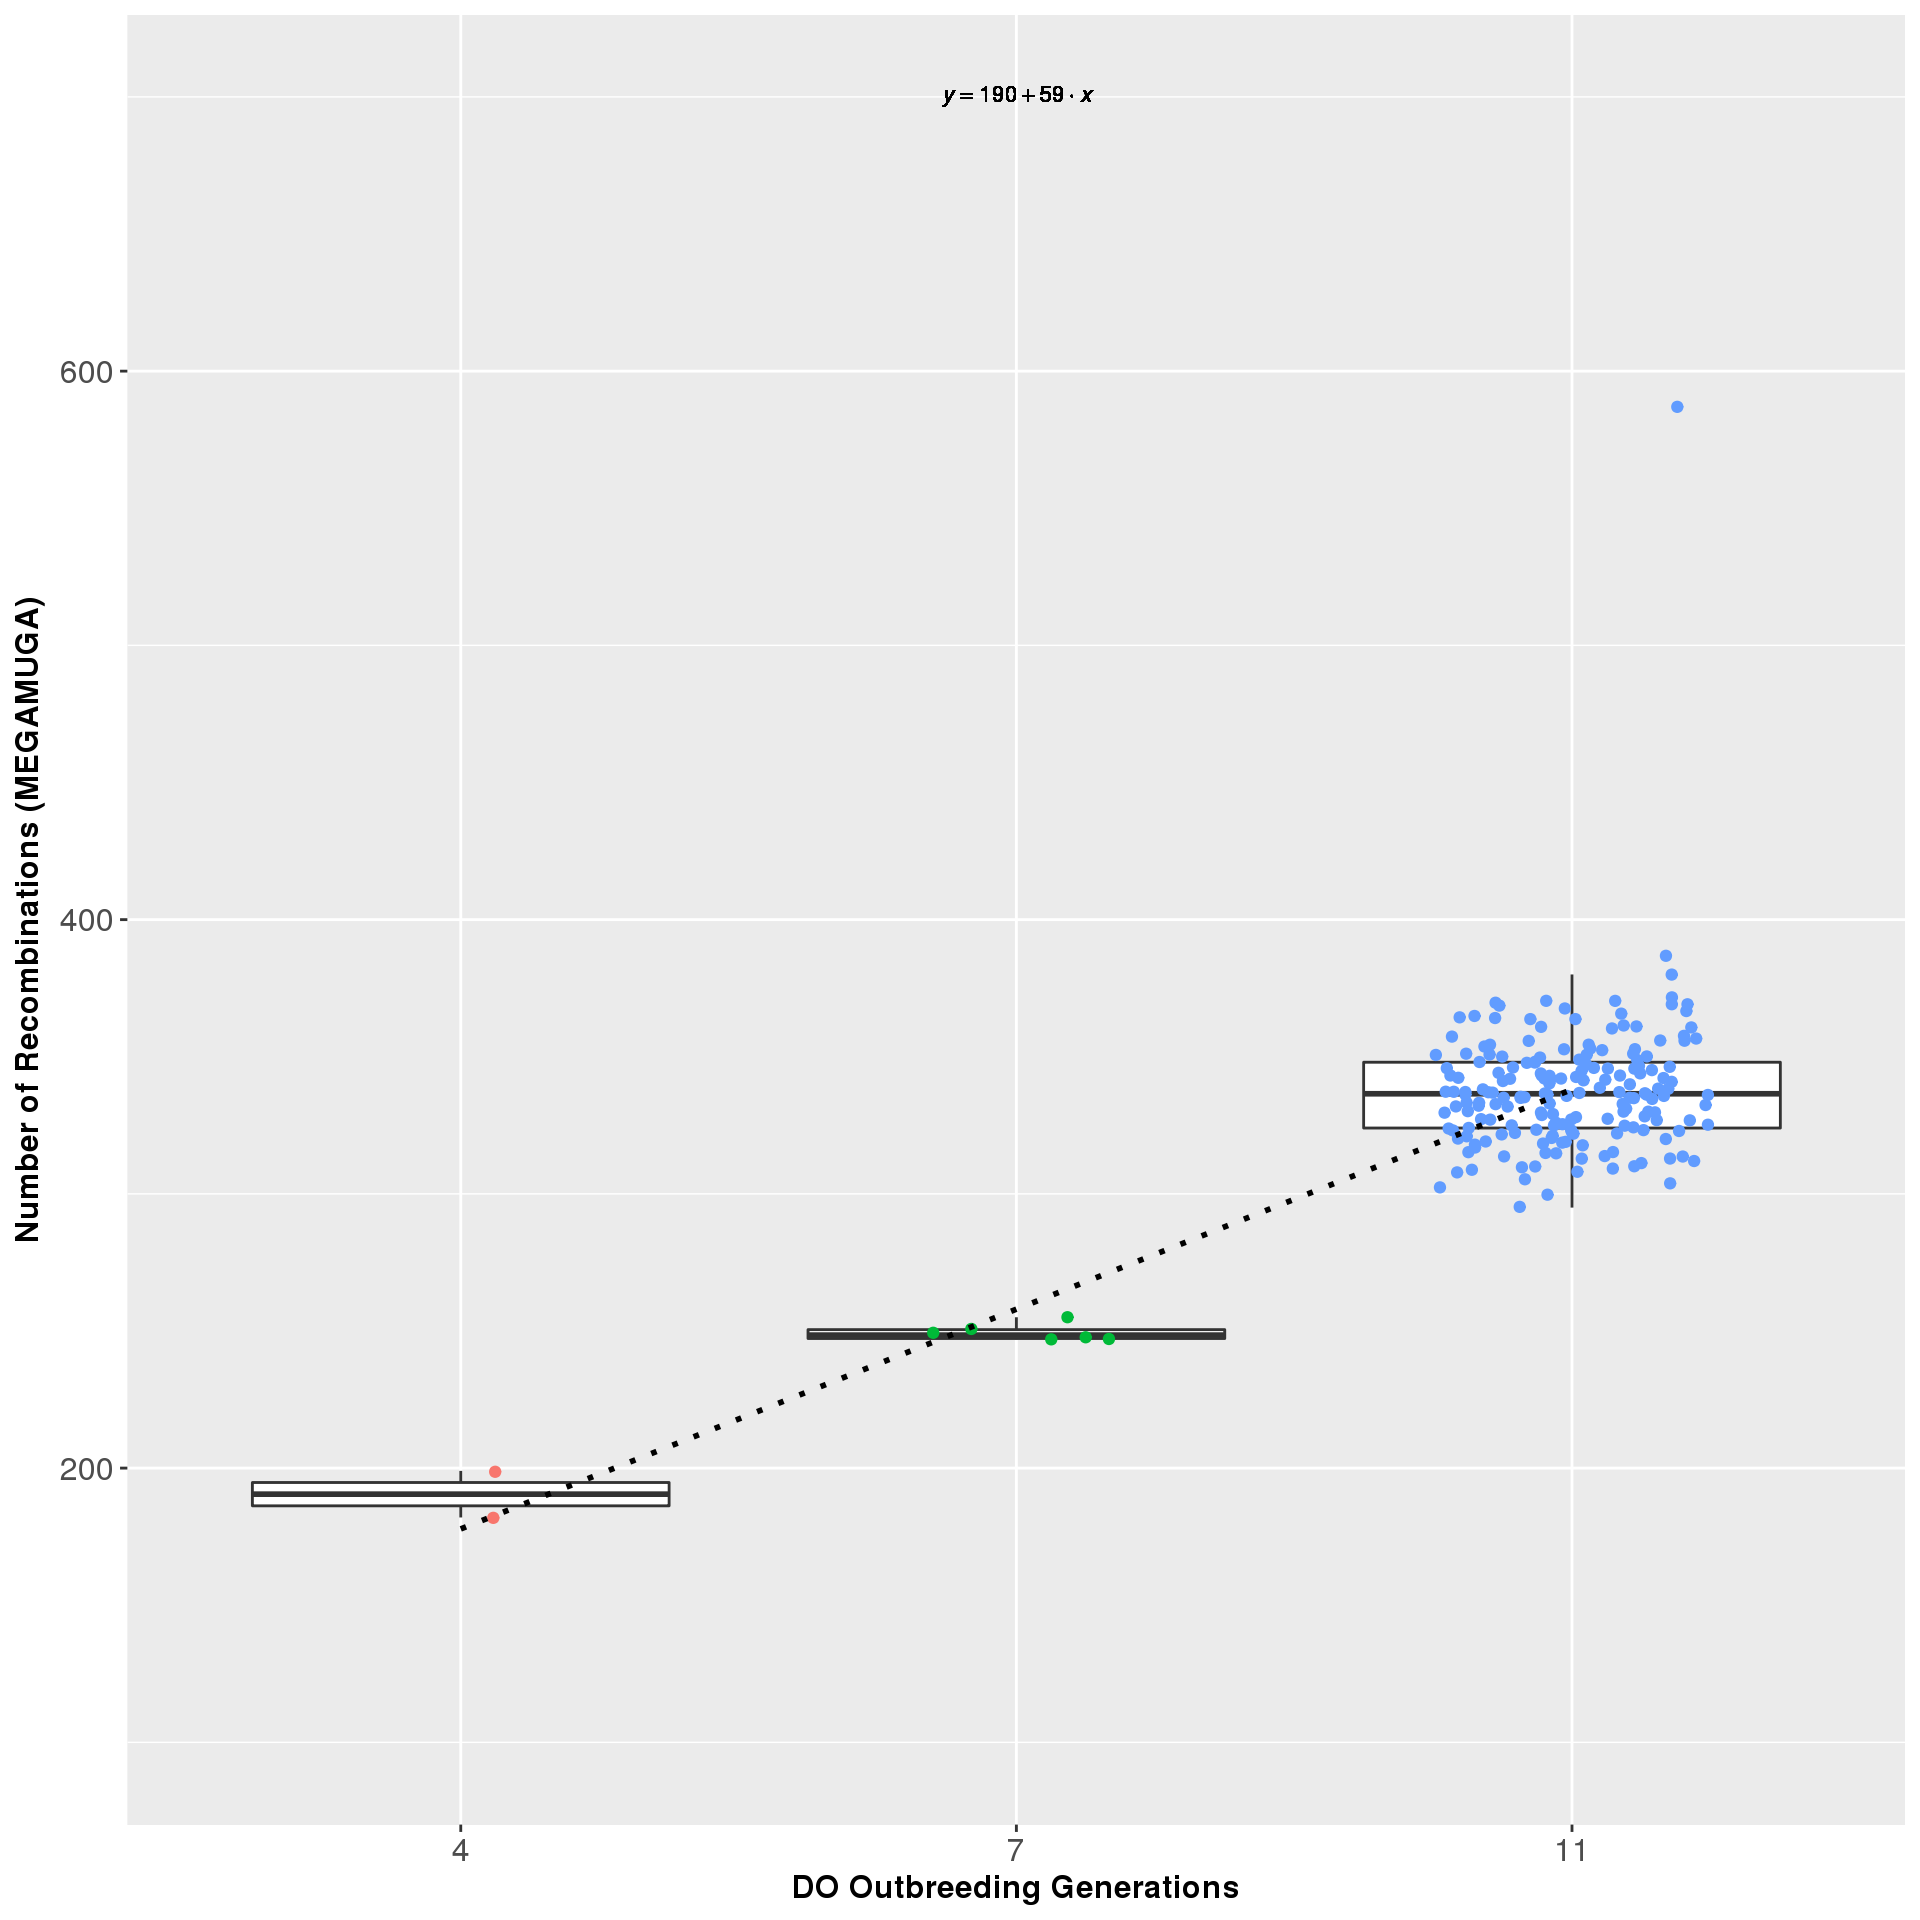 y = 190 + 59 · x
600
400
200
Number of Recombinations (MEGAMUGA)
4 7 11
DO Outbreeding Generations